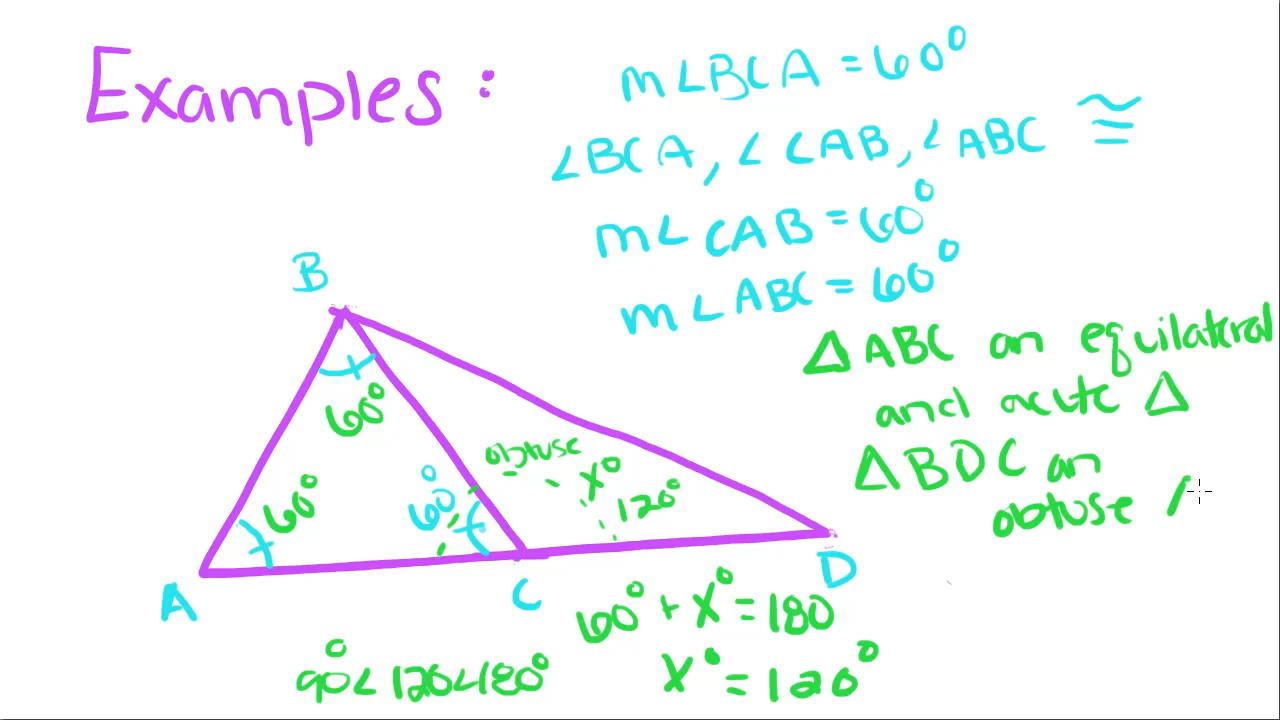 Examples:
m∠BCA = 60°
∠BCA, ∠CAB, ∠ABC ≅
m∠CAB = 60°
m∠ABC = 60°
△ABC an equilateral
and acute △
△BDC an
obtuse
B
60°
60°
60°
obtuse
x°
120°
A
C
D
60° + x° = 180
x° = 120°
90° < 120 < 180°